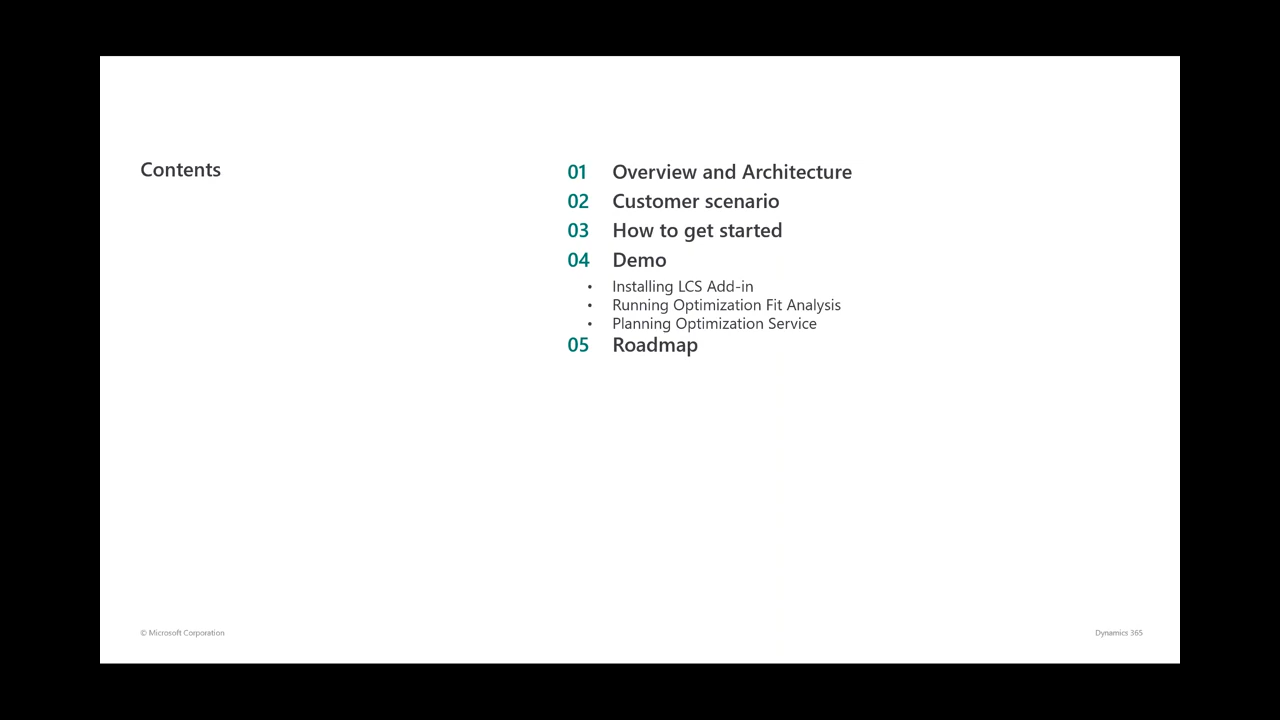 Contents
01 Overview and Architecture
02 Customer scenario
03 How to get started
04 Demo
• Installing LCS Add-in
• Running Optimization Fit Analysis
• Planning Optimization Service
05 Roadmap
© Microsoft Corporation
Dynamics 365